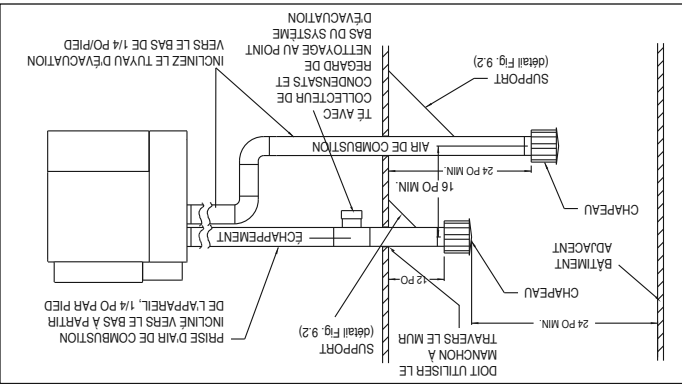 PRISE D'AIR DE COMBUSTION
INCLINÉ VERS LE BAS À PARTIR
DE L'APPAREIL, 1/4 PO PAR PIED
SUPPORT
(détail Fig. 9.2)
DOIT UTILISER LE
MANCHON À
TRAVERS LE MUR
24 PO MIN.
12 PO
CHAPEAU
BÂTIMENT
ADJACENT
ÉCHAPPEMENT
16 PO MIN.
CHAPEAU
24 PO MIN.
AIR DE COMBUSTION
TÉ AVEC
COLLECTEUR DE
CONDENSATS ET
REGARD DE
NETTOYAGE AU POINT
BAS DU SYSTÈME
D'ÉVACUATION
SUPPORT
(détail Fig. 9.2)
INCLINEZ LE TUYAU D'ÉVACUATION
VERS LE BAS DE 1/4 PO/PIED